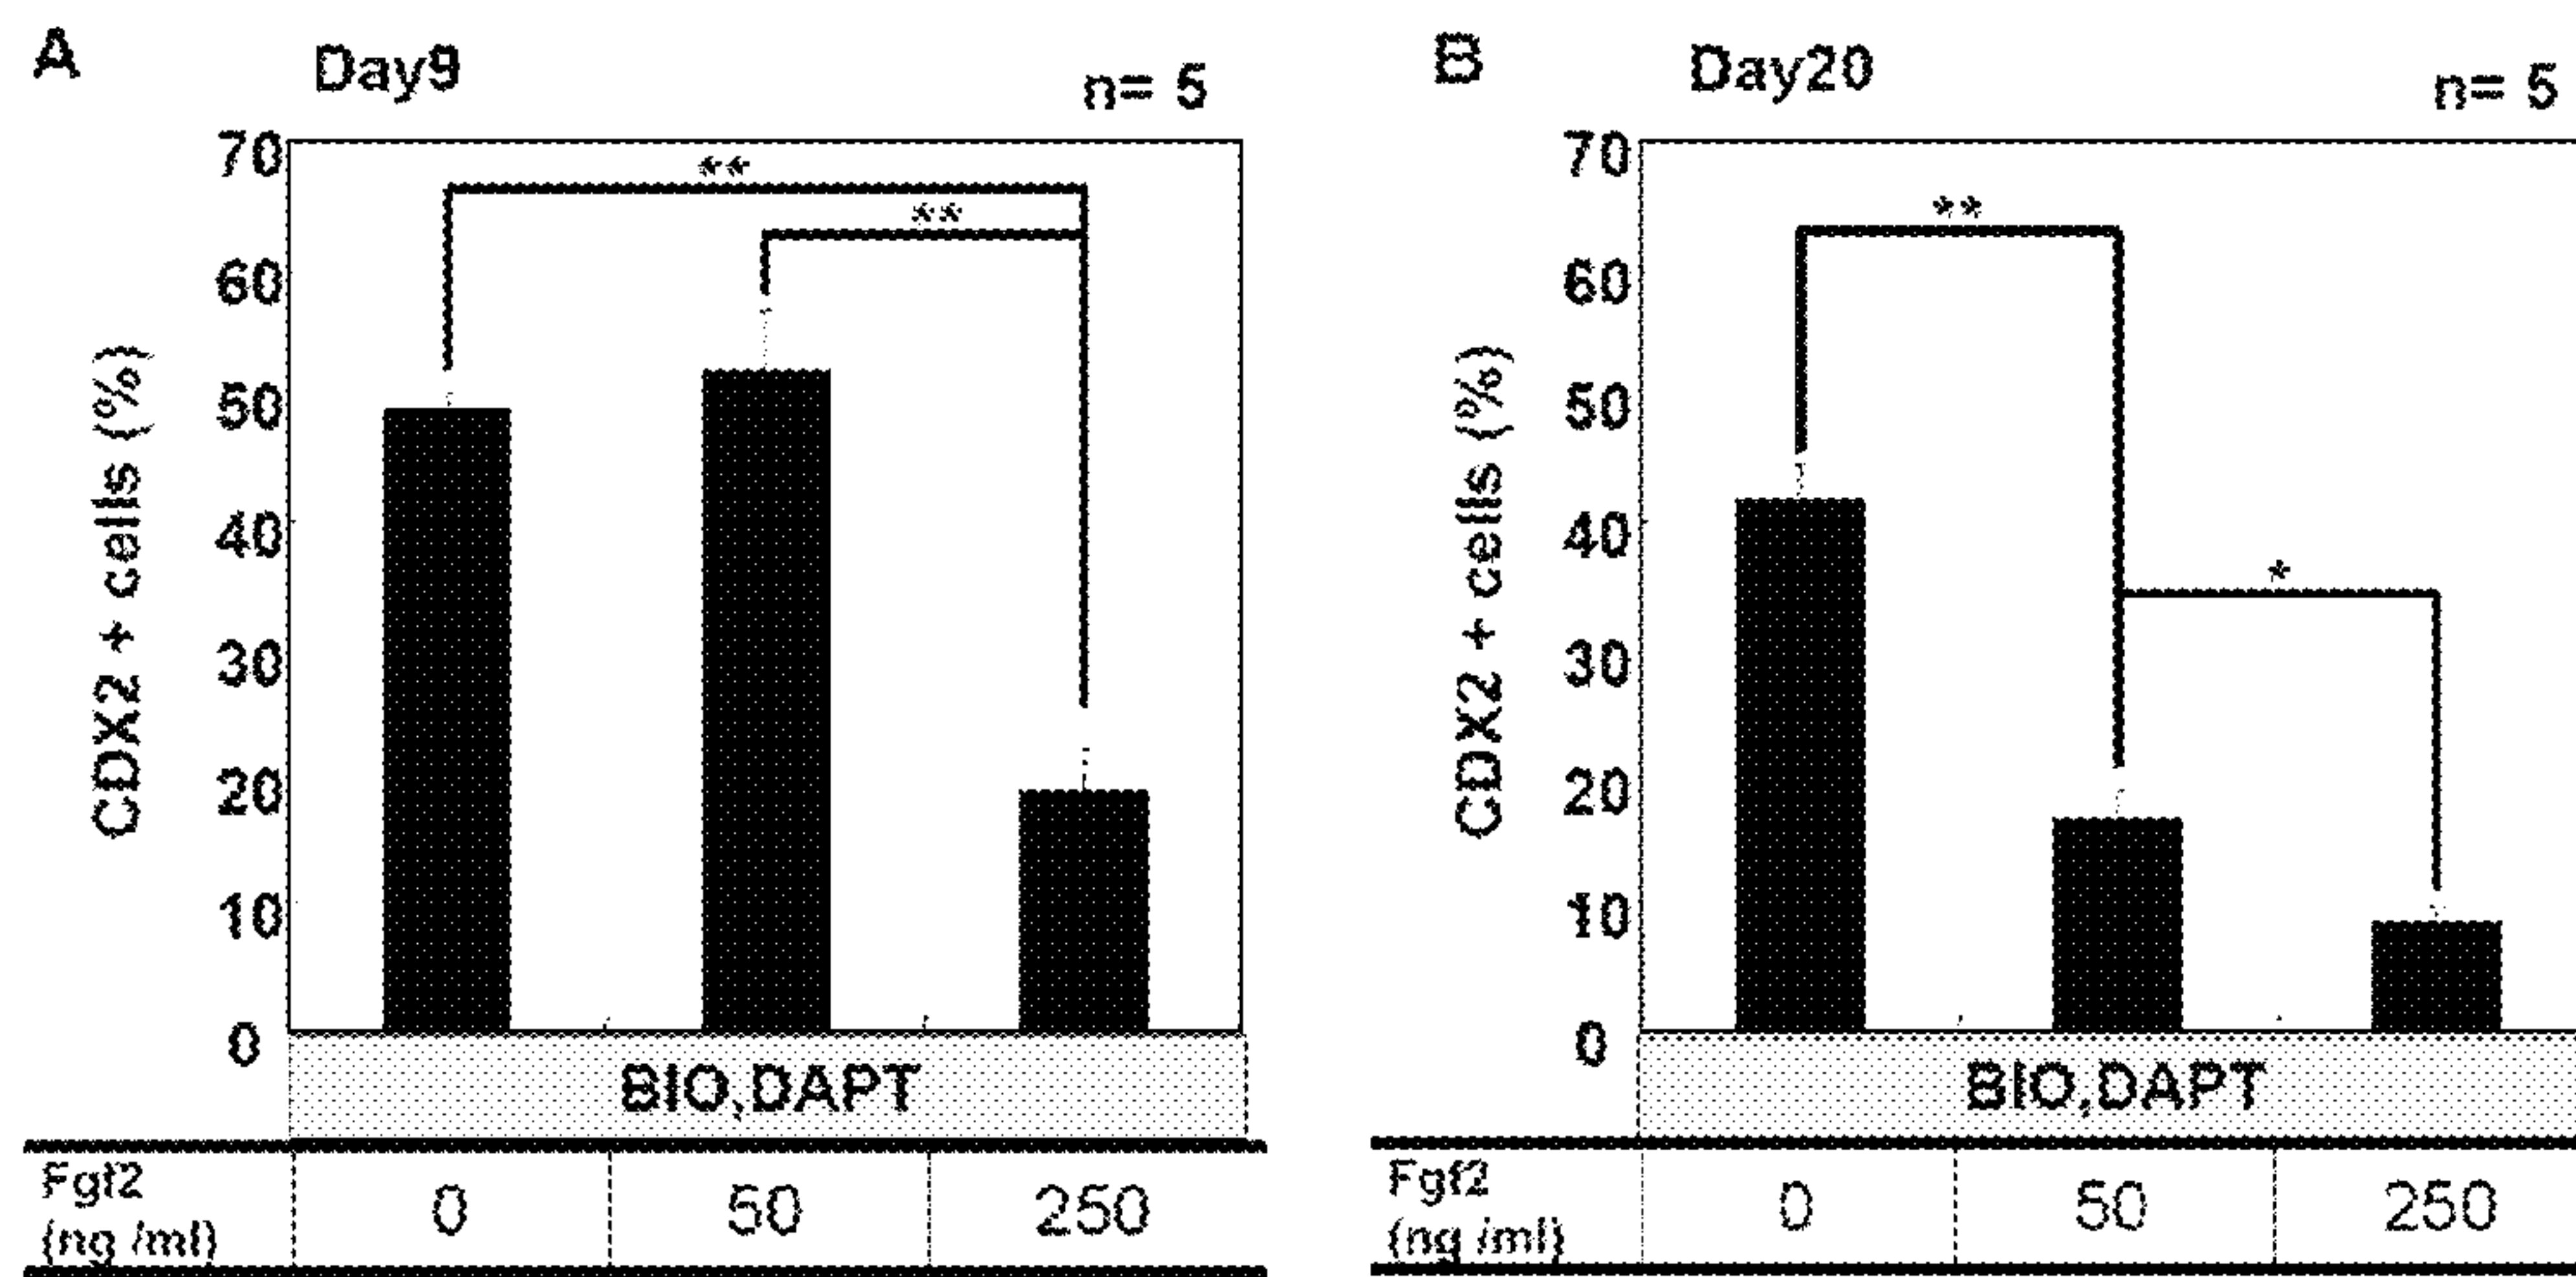 A
Day9
n= 5
70
60
50
40
30
20
10
0
CDX2 + cells (%)
**
**
BIO,DAPT
Fgf2
(ng /ml)
0
50
250
B
Day20
n= 5
70
60
50
40
30
20
10
0
CDX2 + cells (%)
**
*
BIO,DAPT
Fgf2
(ng /ml)
0
50
250